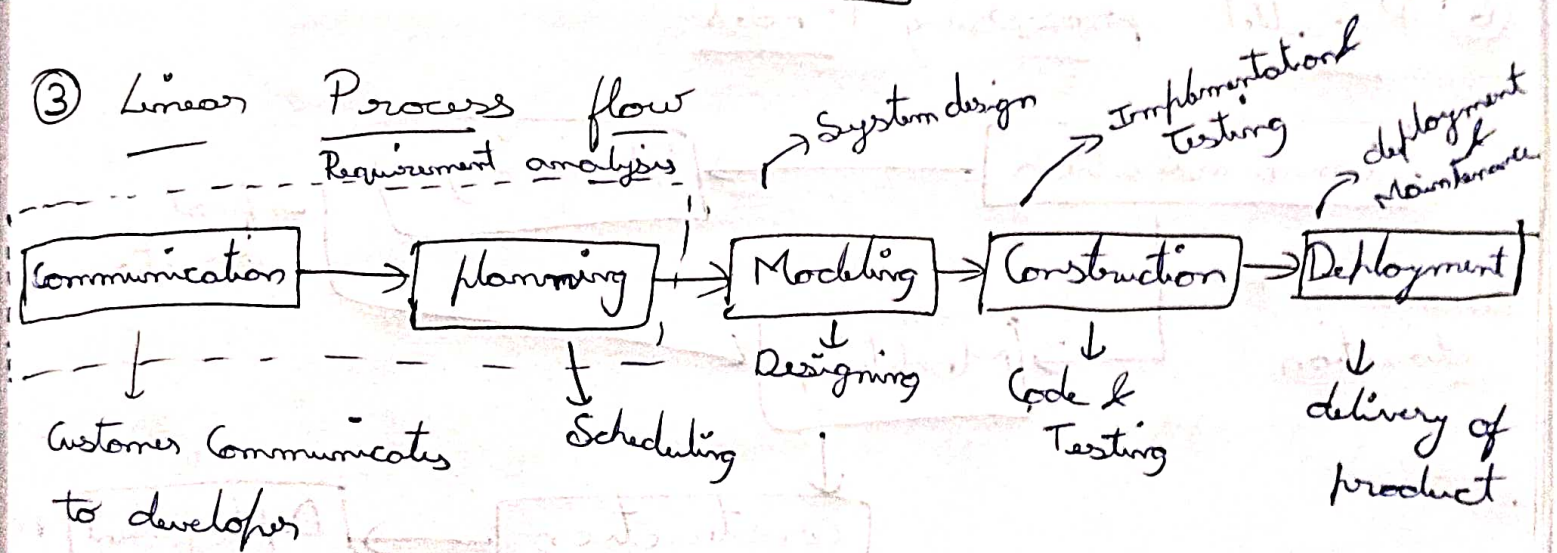 ③ Linear Process flow
Requirement analysis
System design
Implementation &
Testing
deployment
&
Maintenance
Communication
planning
Modeling
Construction
Deployment
Customer Communicates
to developer
Scheduling
Designing
Code &
Testing
delivery of
product.